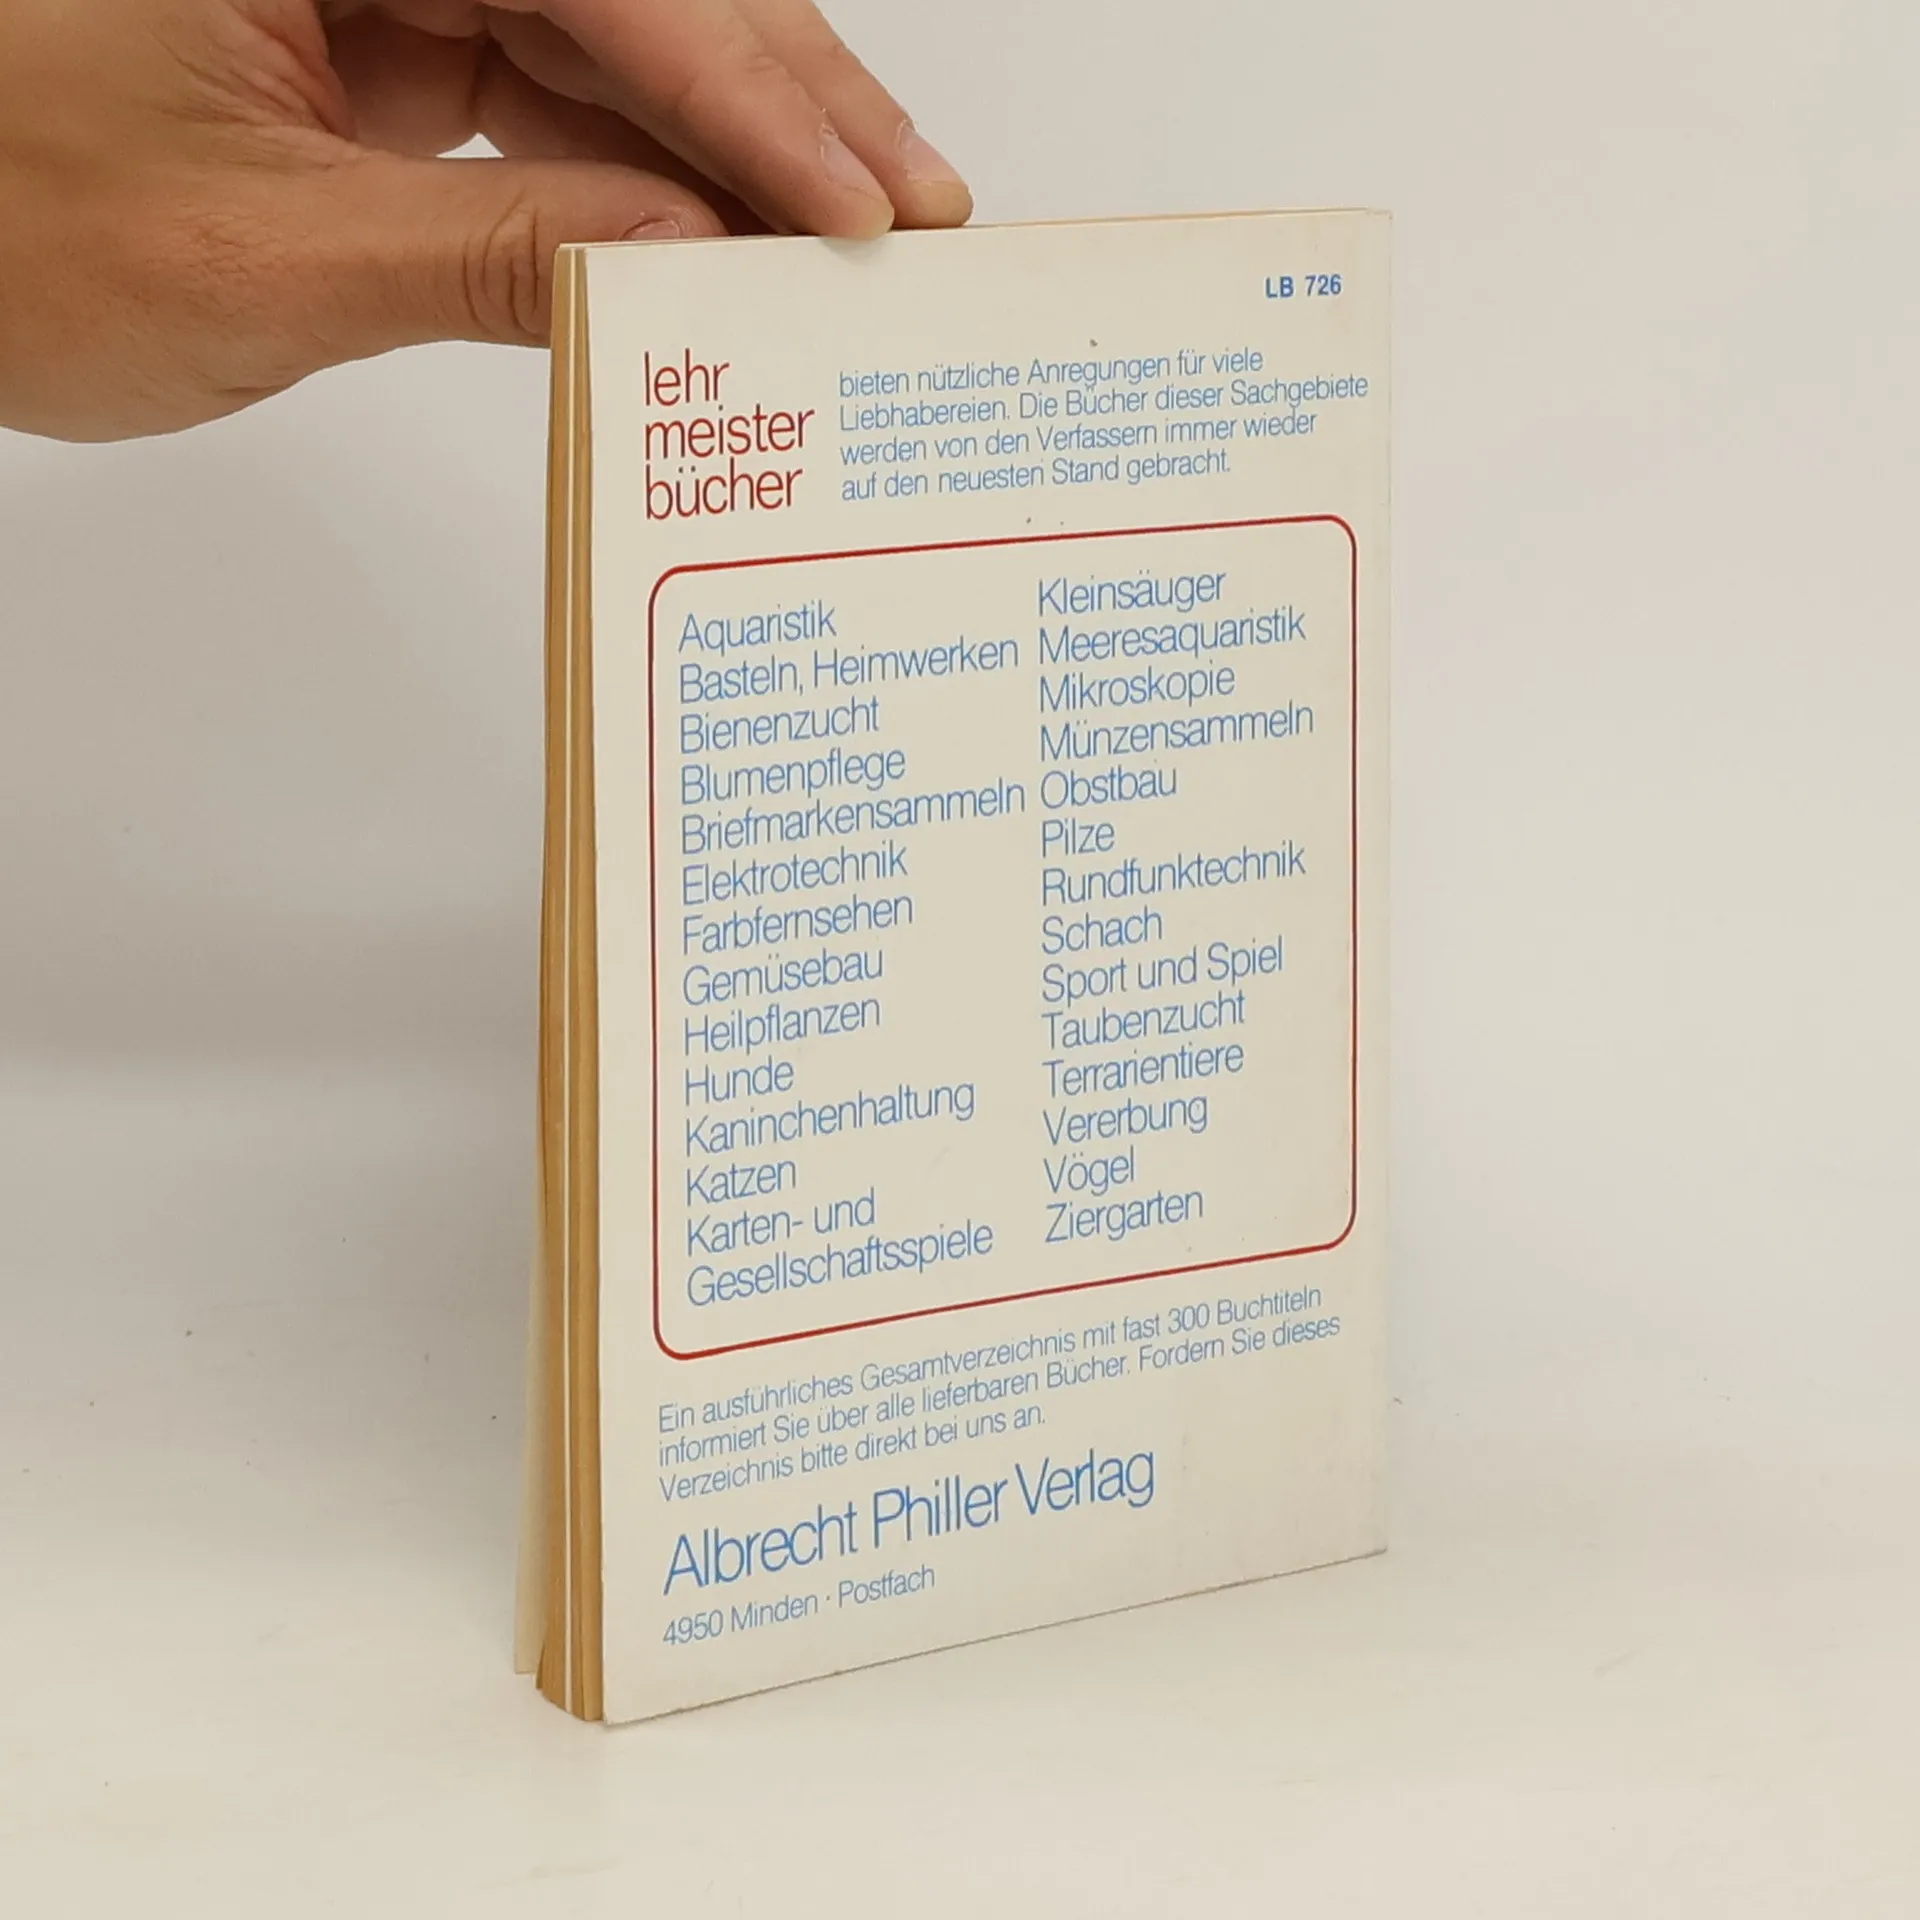 LB 726
lehr
meister
bücher
bieten nützliche Anregungen für viele
Liebhabereien. Die Bücher dieser Sachgebiete
werden von den Verfassern immer wieder
auf den neuesten Stand gebracht.
Aquaristik
Basteln, Heimwerken
Bienenzucht
Blumenpflege
Briefmarkensammeln
Elektrotechnik
Farbfernsehen
Gemüsebau
Heilpflanzen
Hunde
Kaninchenhaltung
Katzen
Karten- und
Gesellschaftsspiele
Kleinsäuger
Meeresaquaristik
Mikroskopie
Münzensammeln
Obstbau
Pilze
Rundfunktechnik
Schach
Sport und Spiel
Taubenzucht
Terrarientiere
Vererbung
Vögel
Ziergarten
Ein ausführliches Gesamtverzeichnis mit fast 300 Buchtiteln
informiert Sie über alle lieferbaren Bücher. Fordern Sie dieses
Verzeichnis bitte direkt bei uns an.
Albrecht Philler Verlag
4950 Minden · Postfach